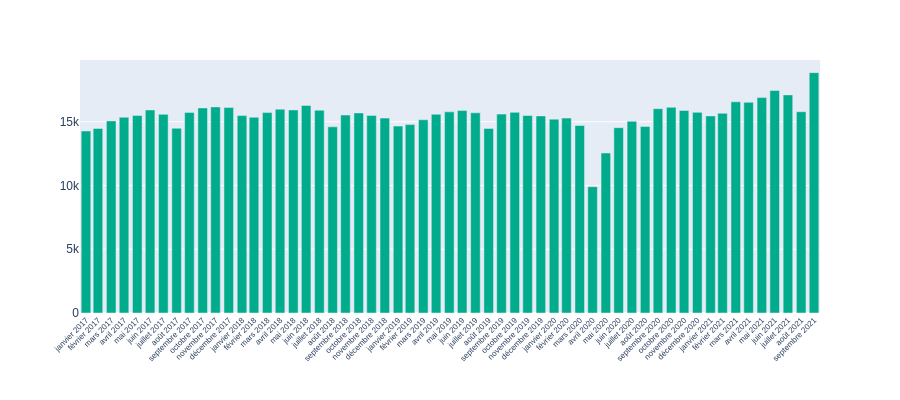 15k
10k
5k
0
janvier 2017
février 2017
mars 2017
avril 2017
mai 2017
juin 2017
juillet 2017
août 2017
septembre 2017
octobre 2017
novembre 2017
décembre 2017
janvier 2018
février 2018
mars 2018
avril 2018
mai 2018
juin 2018
juillet 2018
août 2018
septembre 2018
octobre 2018
novembre 2018
décembre 2018
janvier 2019
février 2019
mars 2019
avril 2019
mai 2019
juin 2019
juillet 2019
août 2019
septembre 2019
octobre 2019
novembre 2019
décembre 2019
janvier 2020
février 2020
mars 2020
avril 2020
mai 2020
juin 2020
juillet 2020
août 2020
septembre 2020
octobre 2020
novembre 2020
décembre 2020
janvier 2021
février 2021
mars 2021
avril 2021
mai 2021
juin 2021
juillet 2021
août 2021
septembre 2021